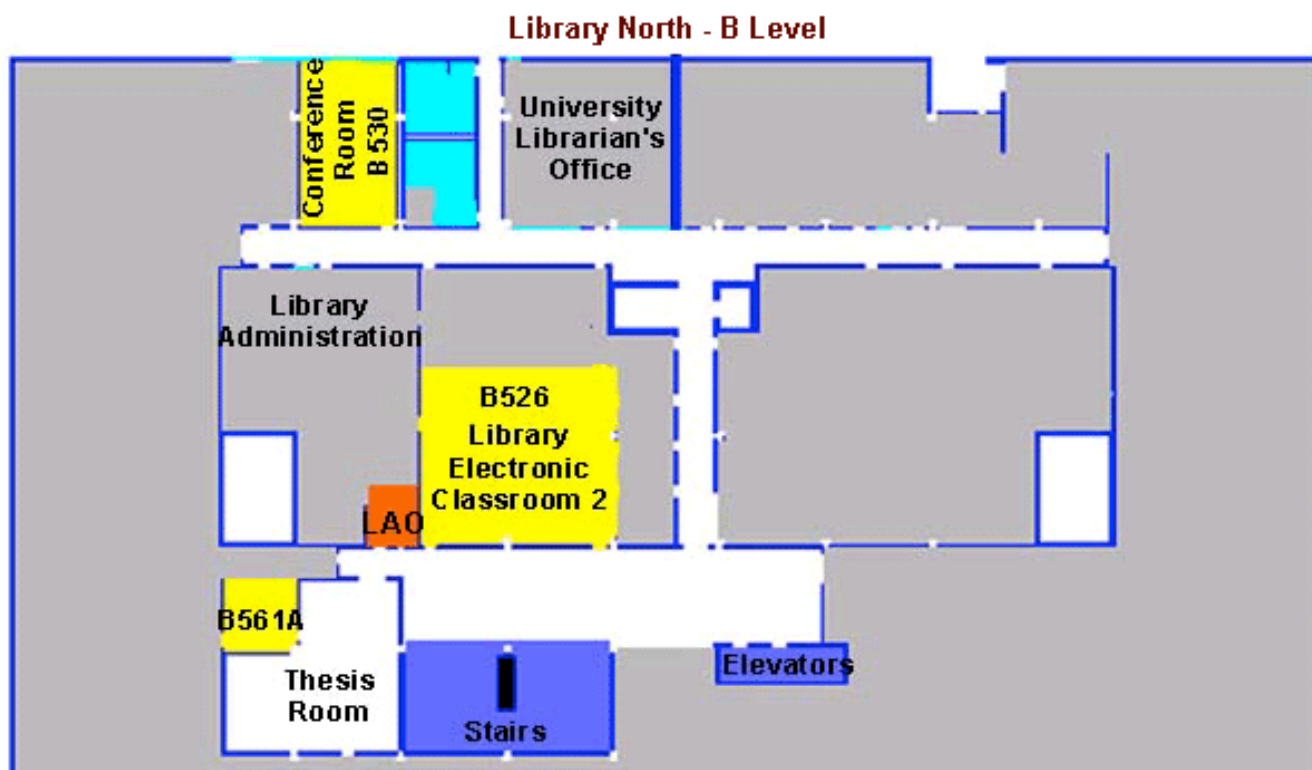 Library North - B Level
Conference
Room
B 530
University
Librarian's
Office
Library
Administration
B526
Library
Electronic
Classroom 2
LAO
B561A
Thesis
Room
Stairs
Elevators